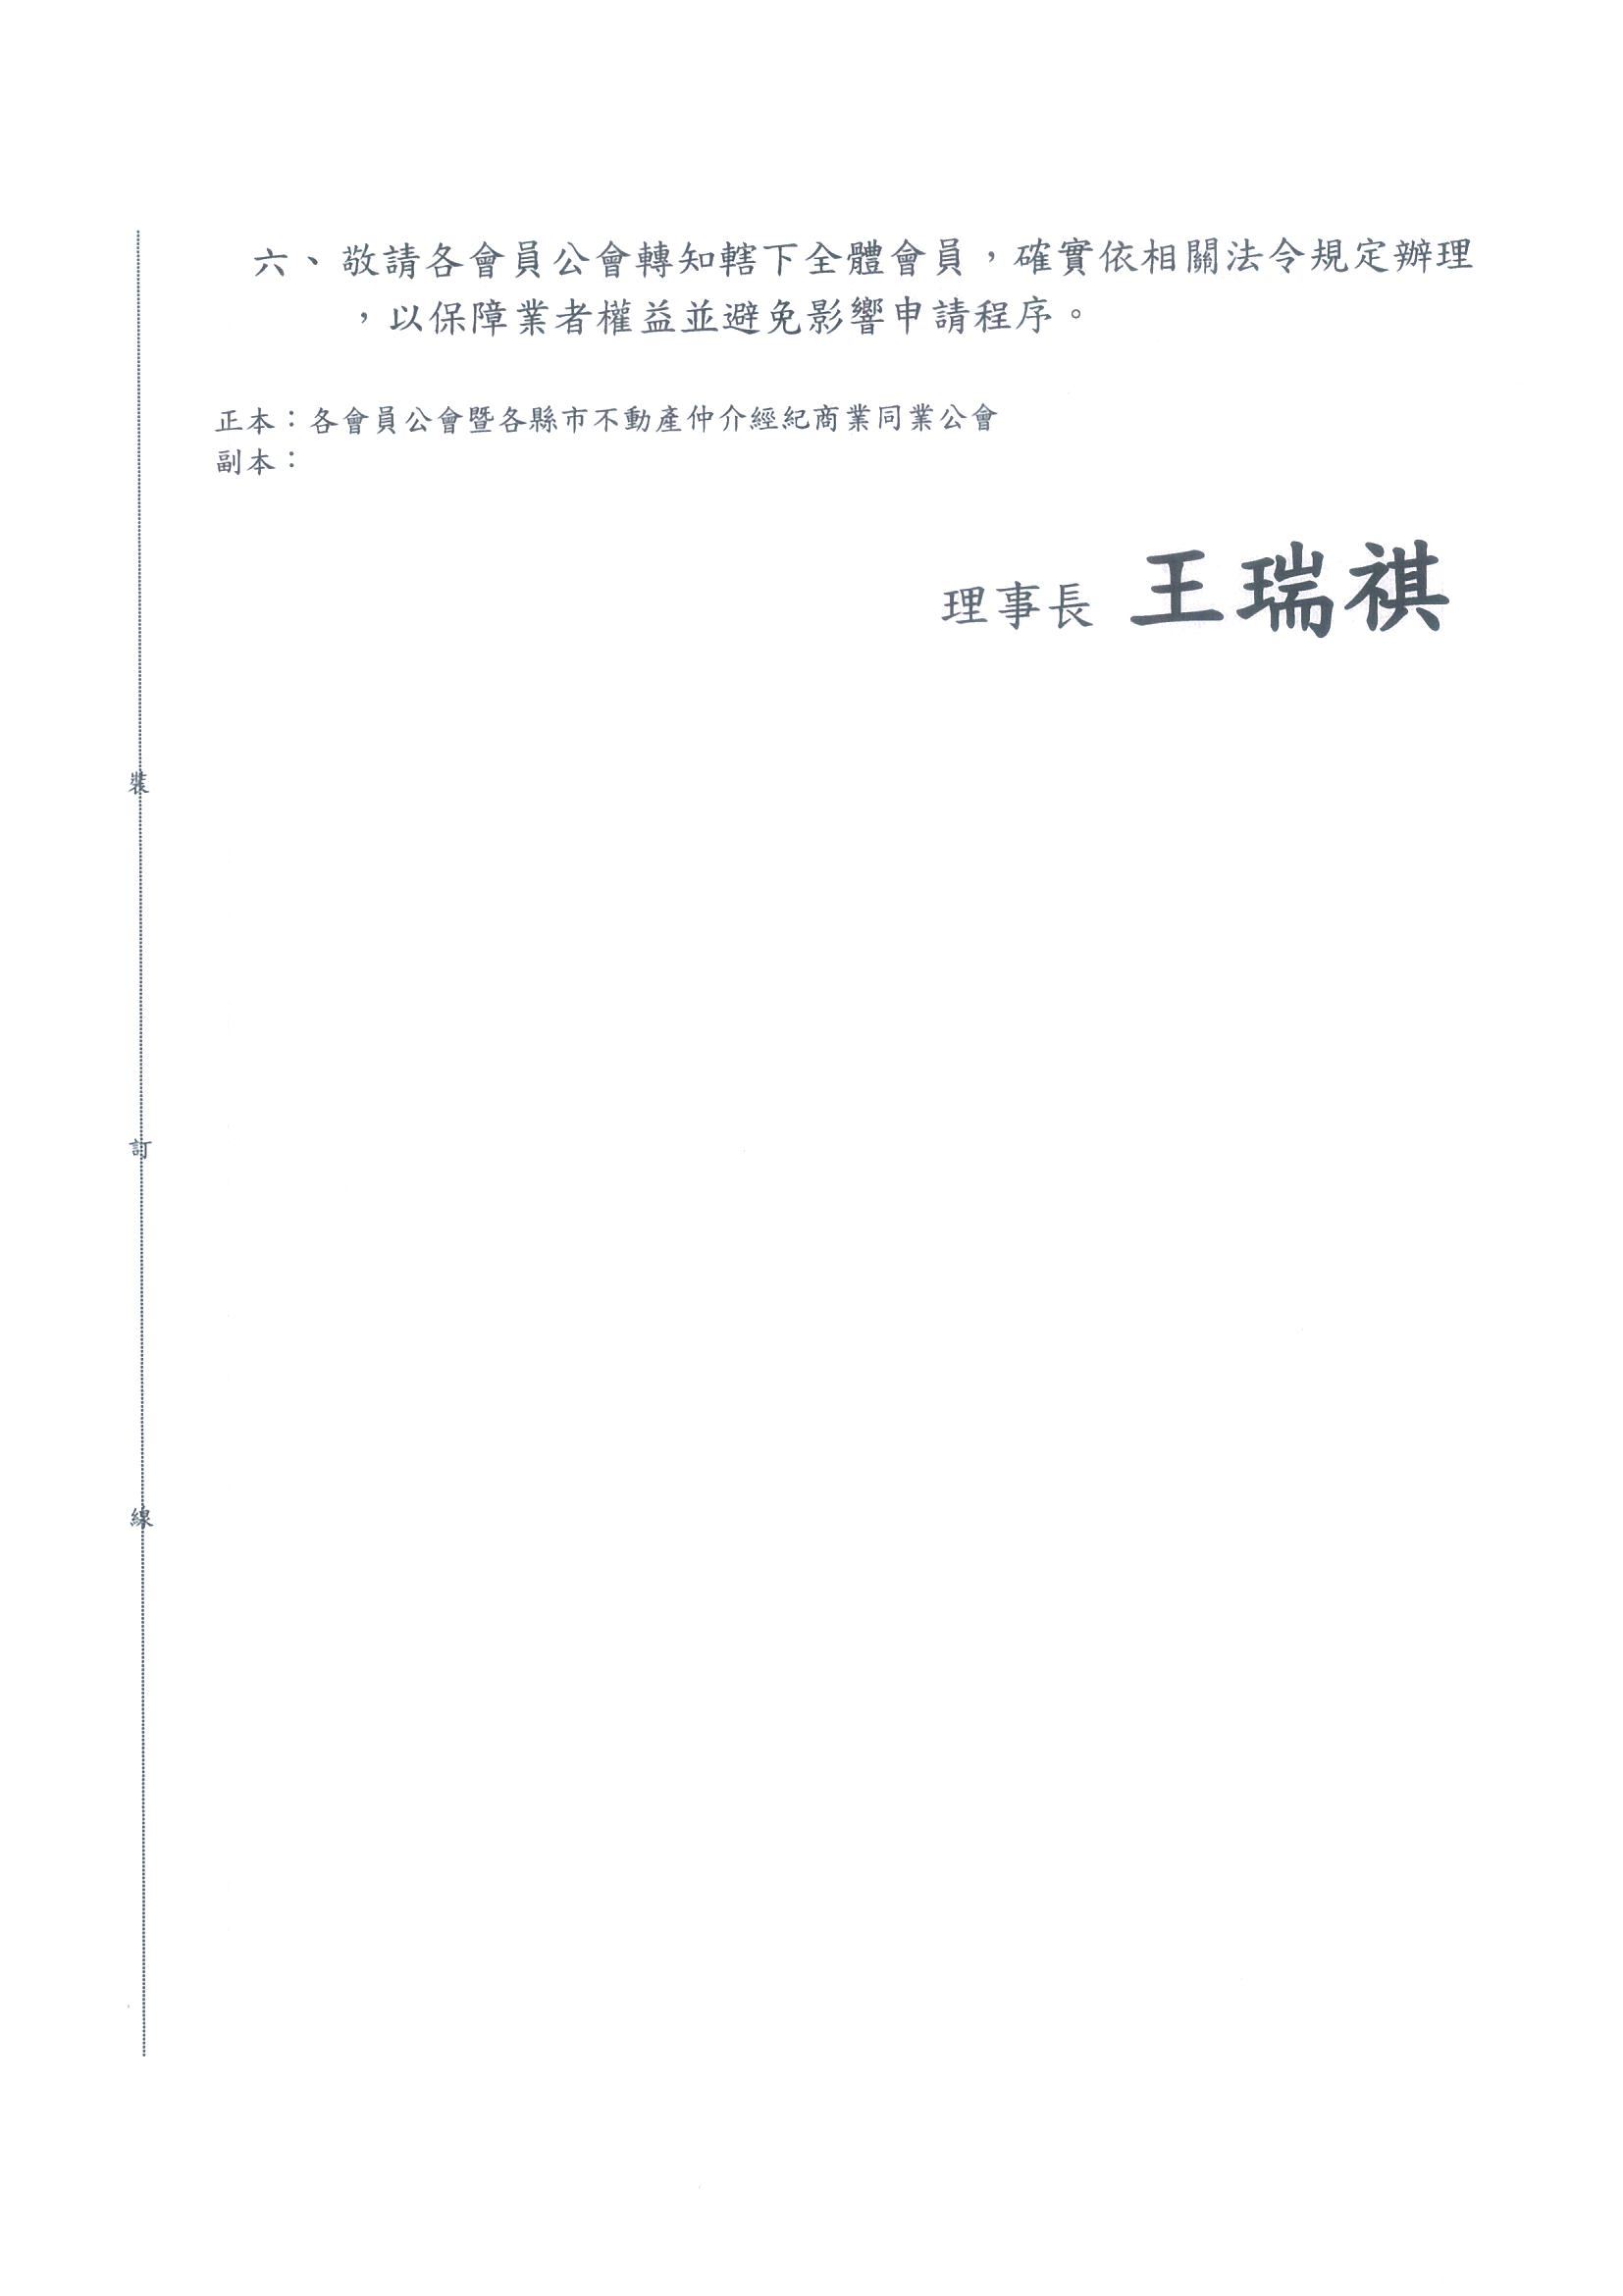 六、敬請各會員公會轉知轄下全體會員，確實依相關法令規定辦理
，以保障業者權益並避免影響申請程序。
正本：各會員公會暨各縣市不動產仲介經紀商業同業公會
副本：
理事長 王瑞祺
裝
訂
線